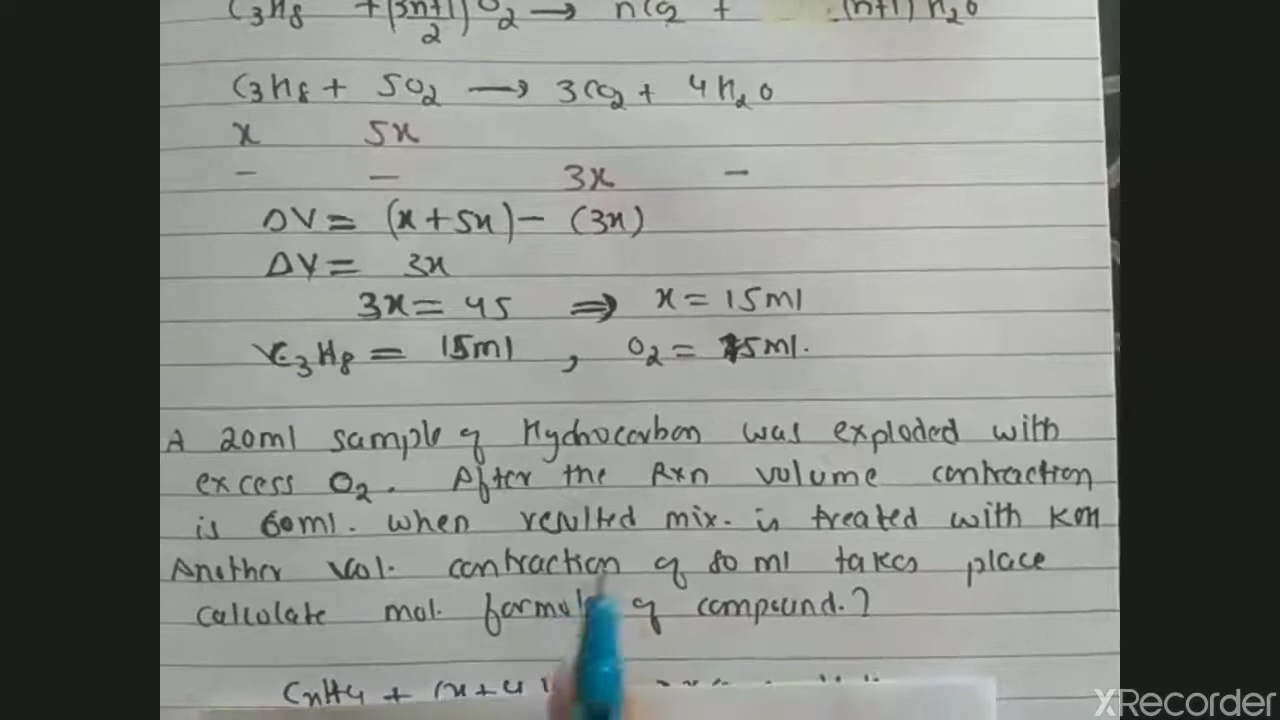 C3H8 + (3n+1/2) O2 → nCO2 + (n+1) H2O
C3H8 + 5O2 → 3CO2 + 4H2O
x 5x
- - 3x -
ΔV = (x+5x) - (3x)
ΔV = 3x
3x = 45 ⇒ x = 15ml
VC3H8 = 15ml , O2 = 75ml.
A 20ml sample of Hydrocarbon was exploded with
excess O2. After the Rxn volume contraction
is 60ml. when resulted mix. is treated with KOH
Another Vol. contraction of 80 ml takes place
calculate mol. formula of compound.?
CxHy + (x+y
XRecorder